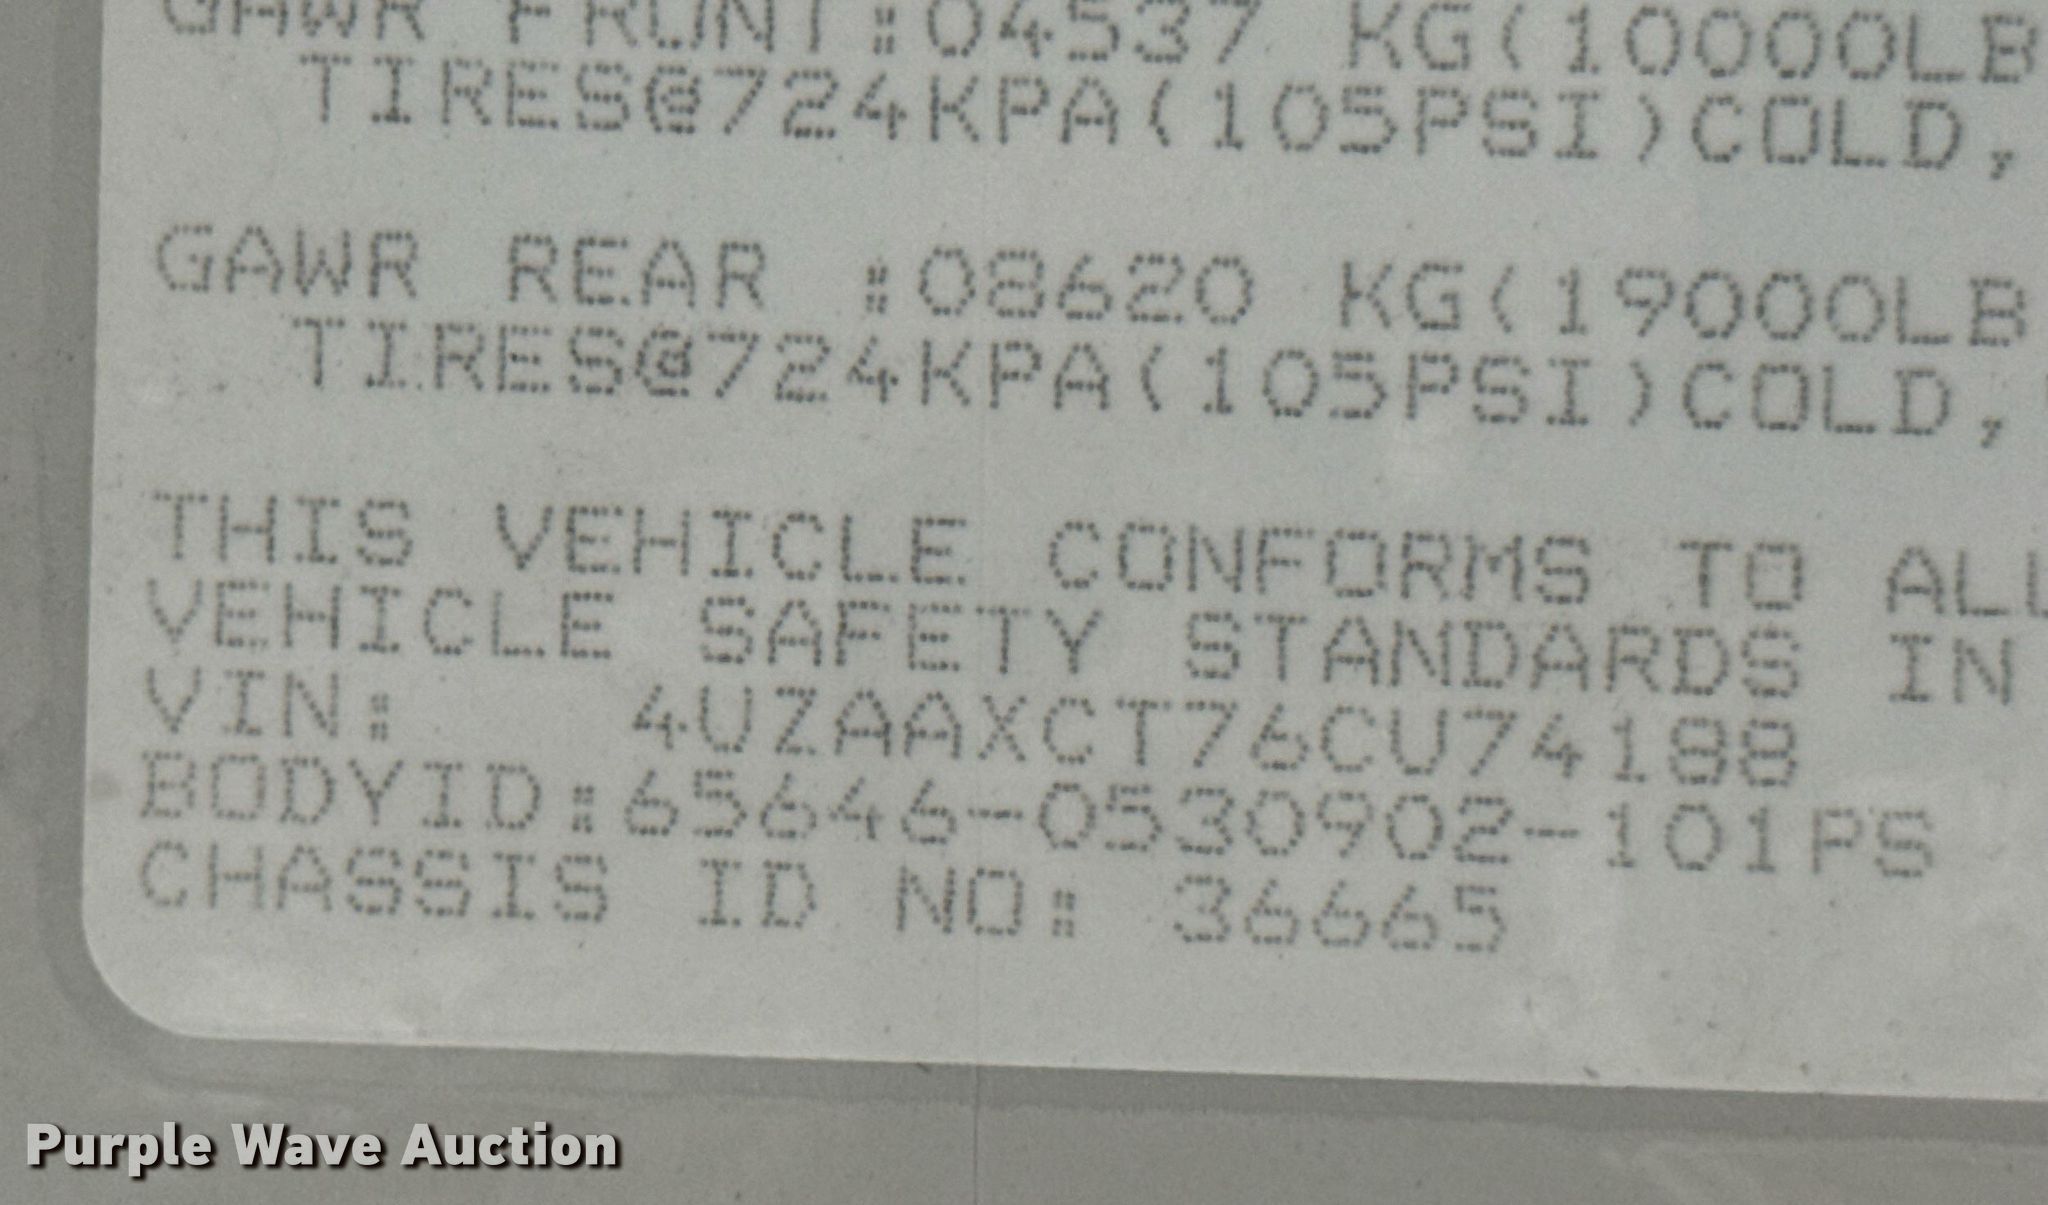 GAWR FRONT:04537 KG(10000LB
TIRES@724KPA(105PSI)COLD,
GAWR REAR :08620 KG(19000LB
TIRES@724KPA(105PSI)COLD,
THIS VEHICLE CONFORMS TO ALL
VEHICLE SAFETY STANDARDS IN
VIN: 4UZAAXCT76CU74188
BODYID:65646-0530902-101PS
CHASSIS ID NO: 36665
Purple Wave Auction